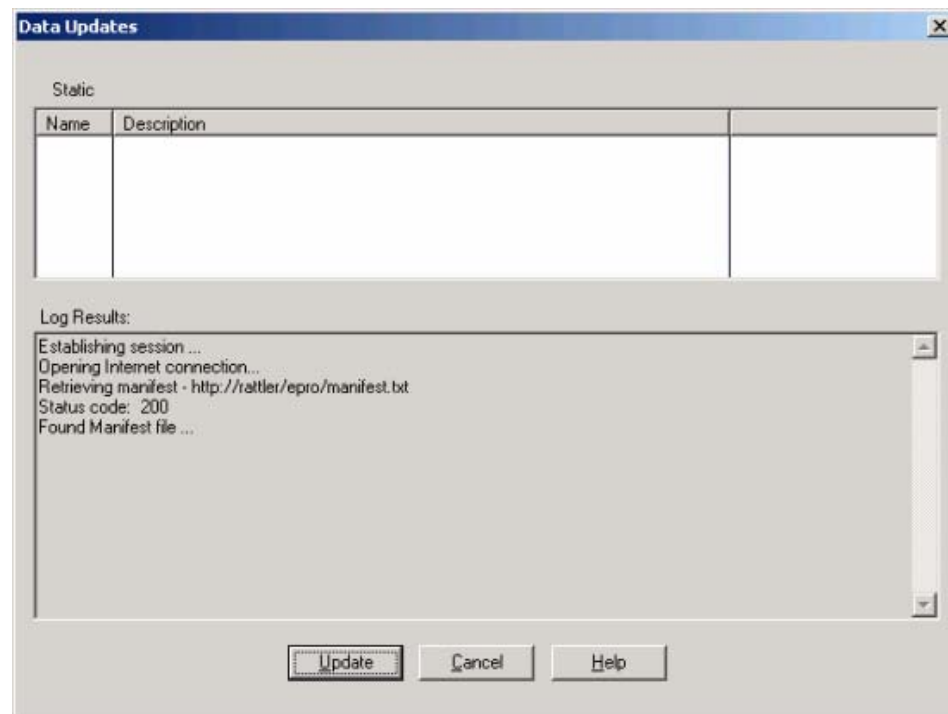 Data Updates
Static
Name Description
Log Results:
Establishing session ...
Opening Internet connection...
Retrieving manifest - http://rattler/epro/manifest.txt
Status code:  200
Found Manifest file ...
Update Cancel Help